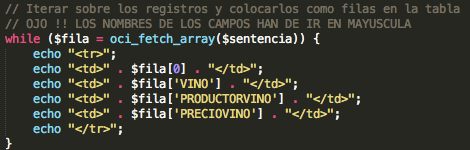 // Iterar sobre los registros y colocarlos como filas en la tabla
// OJO !! LOS NOMBRES DE LOS CAMPOS HAN DE IR EN MAYUSCULA
while ($fila = oci_fetch_array($sentencia)) {
    echo "<tr>";
    echo "<td>" . $fila[0] . "</td>";
    echo "<td>" . $fila['VINO'] . "</td>";
    echo "<td>" . $fila['PRODUCTORVINO'] . "</td>";
    echo "<td>" . $fila['PRECIOVINO'] . "</td>";
    echo "</tr>";
}